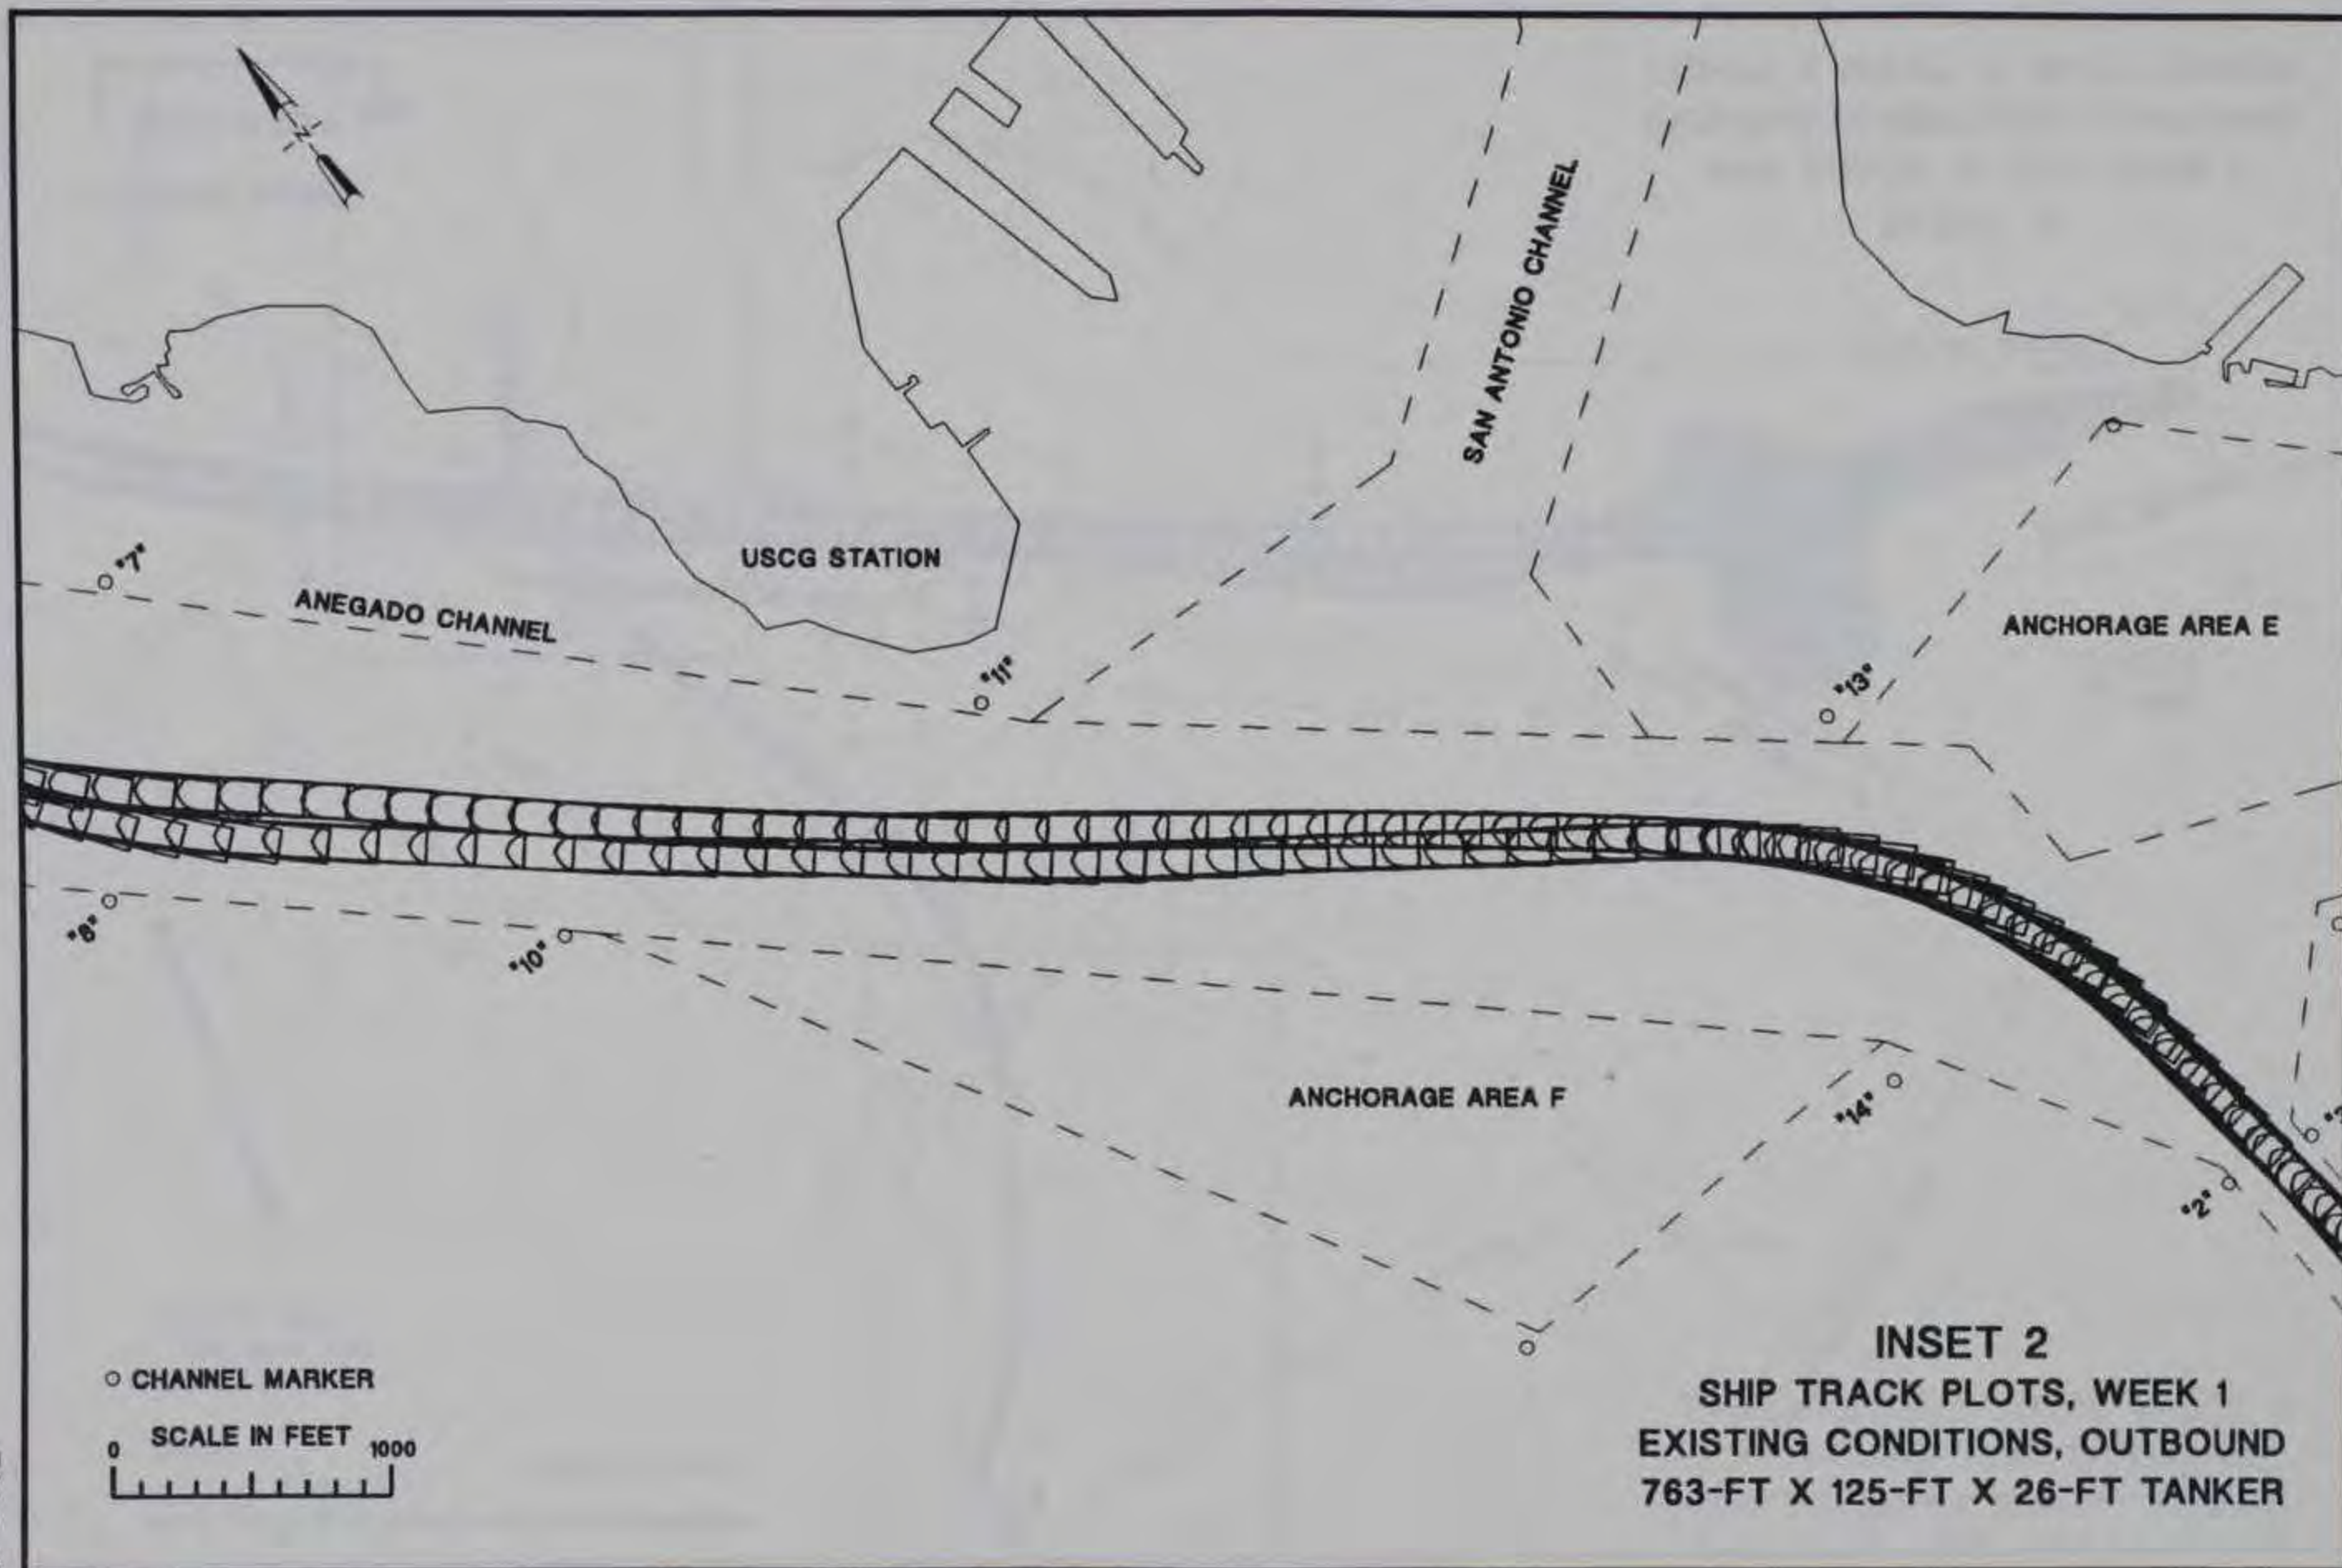 SAN ANTONIO CHANNEL
"7"
ANEGADO CHANNEL
USCG STATION
"11"
"13"
ANCHORAGE AREA E
"8"
"10"
ANCHORAGE AREA F
"14"
"2"
N
INSET 2
SHIP TRACK PLOTS, WEEK 1
EXISTING CONDITIONS, OUTBOUND
763-FT X 125-FT X 26-FT TANKER
CHANNEL MARKER
SCALE IN FEET
0 1000